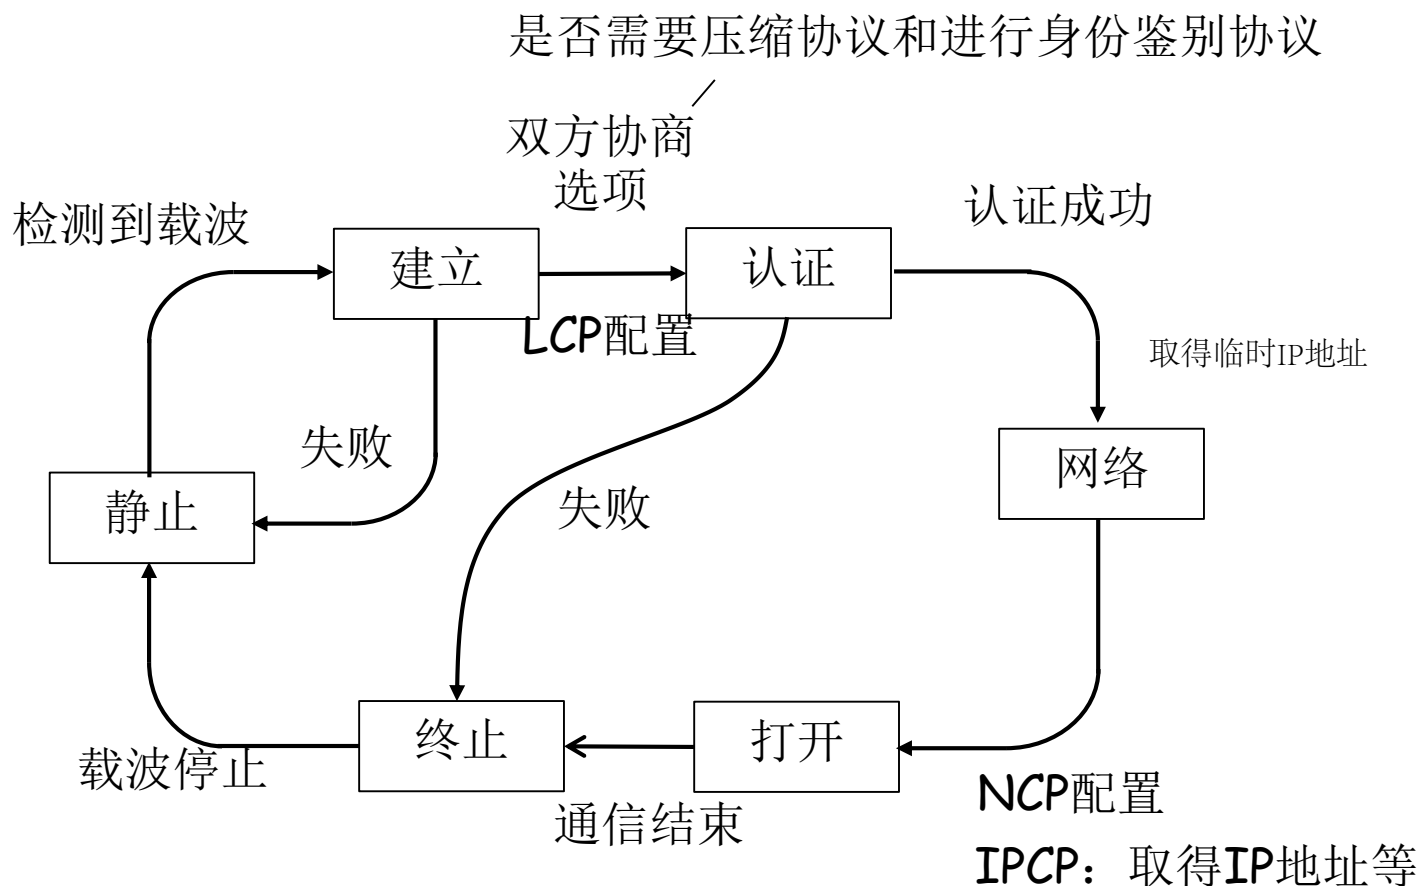 是否需要压缩协议和进行身份鉴别协议
双方协商
选项
检测到载波
认证成功
建立
认证
LCP配置
取得临时IP地址
失败
网络
静止
失败
终止
打开
载波停止
通信结束
NCP配置
IPCP：取得IP地址等